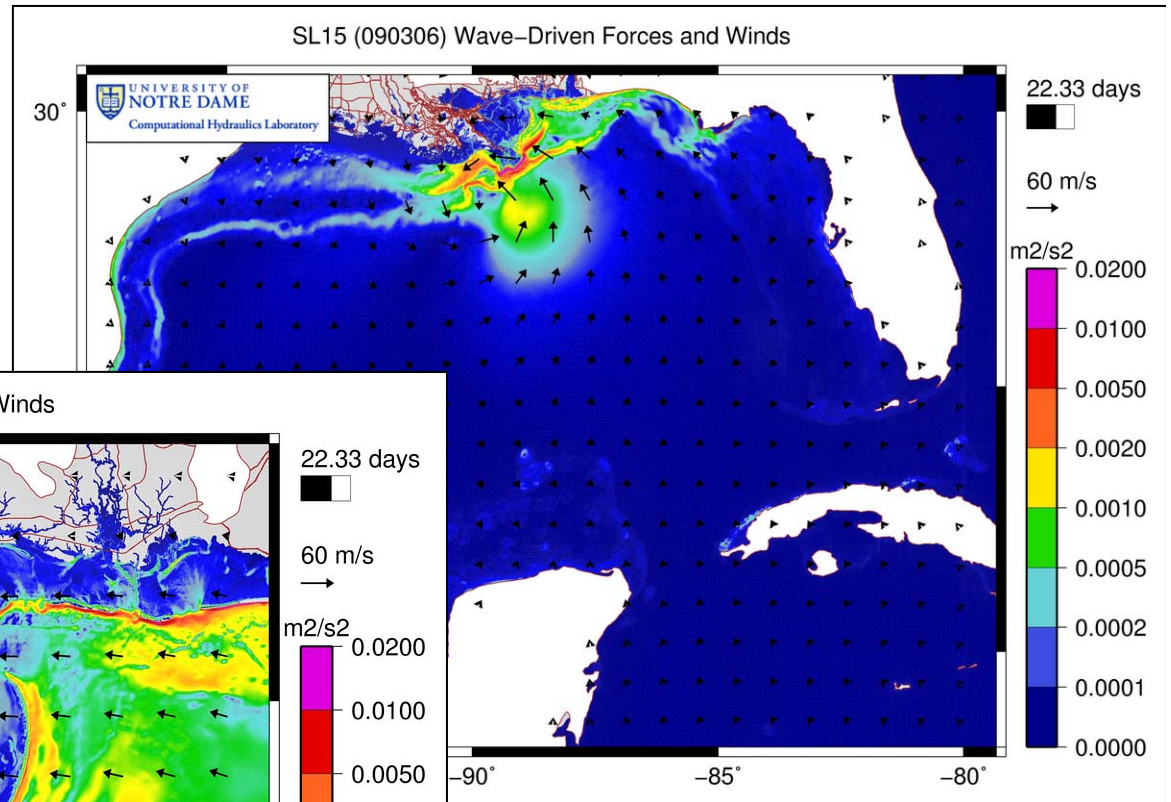 SL15 (090306) Wave−Driven Forces and Winds
UNIVERSITY OF
NOTRE DAME
Computational Hydraulics Laboratory
30˚
22.33 days
60 m/s
m2/s2
0.0200
0.0100
0.0050
0.0020
0.0010
0.0005
0.0002
0.0001
0.0000
−90˚
−85˚
−80˚
Winds
22.33 days
60 m/s
m2/s2
0.0200
0.0100
0.0050